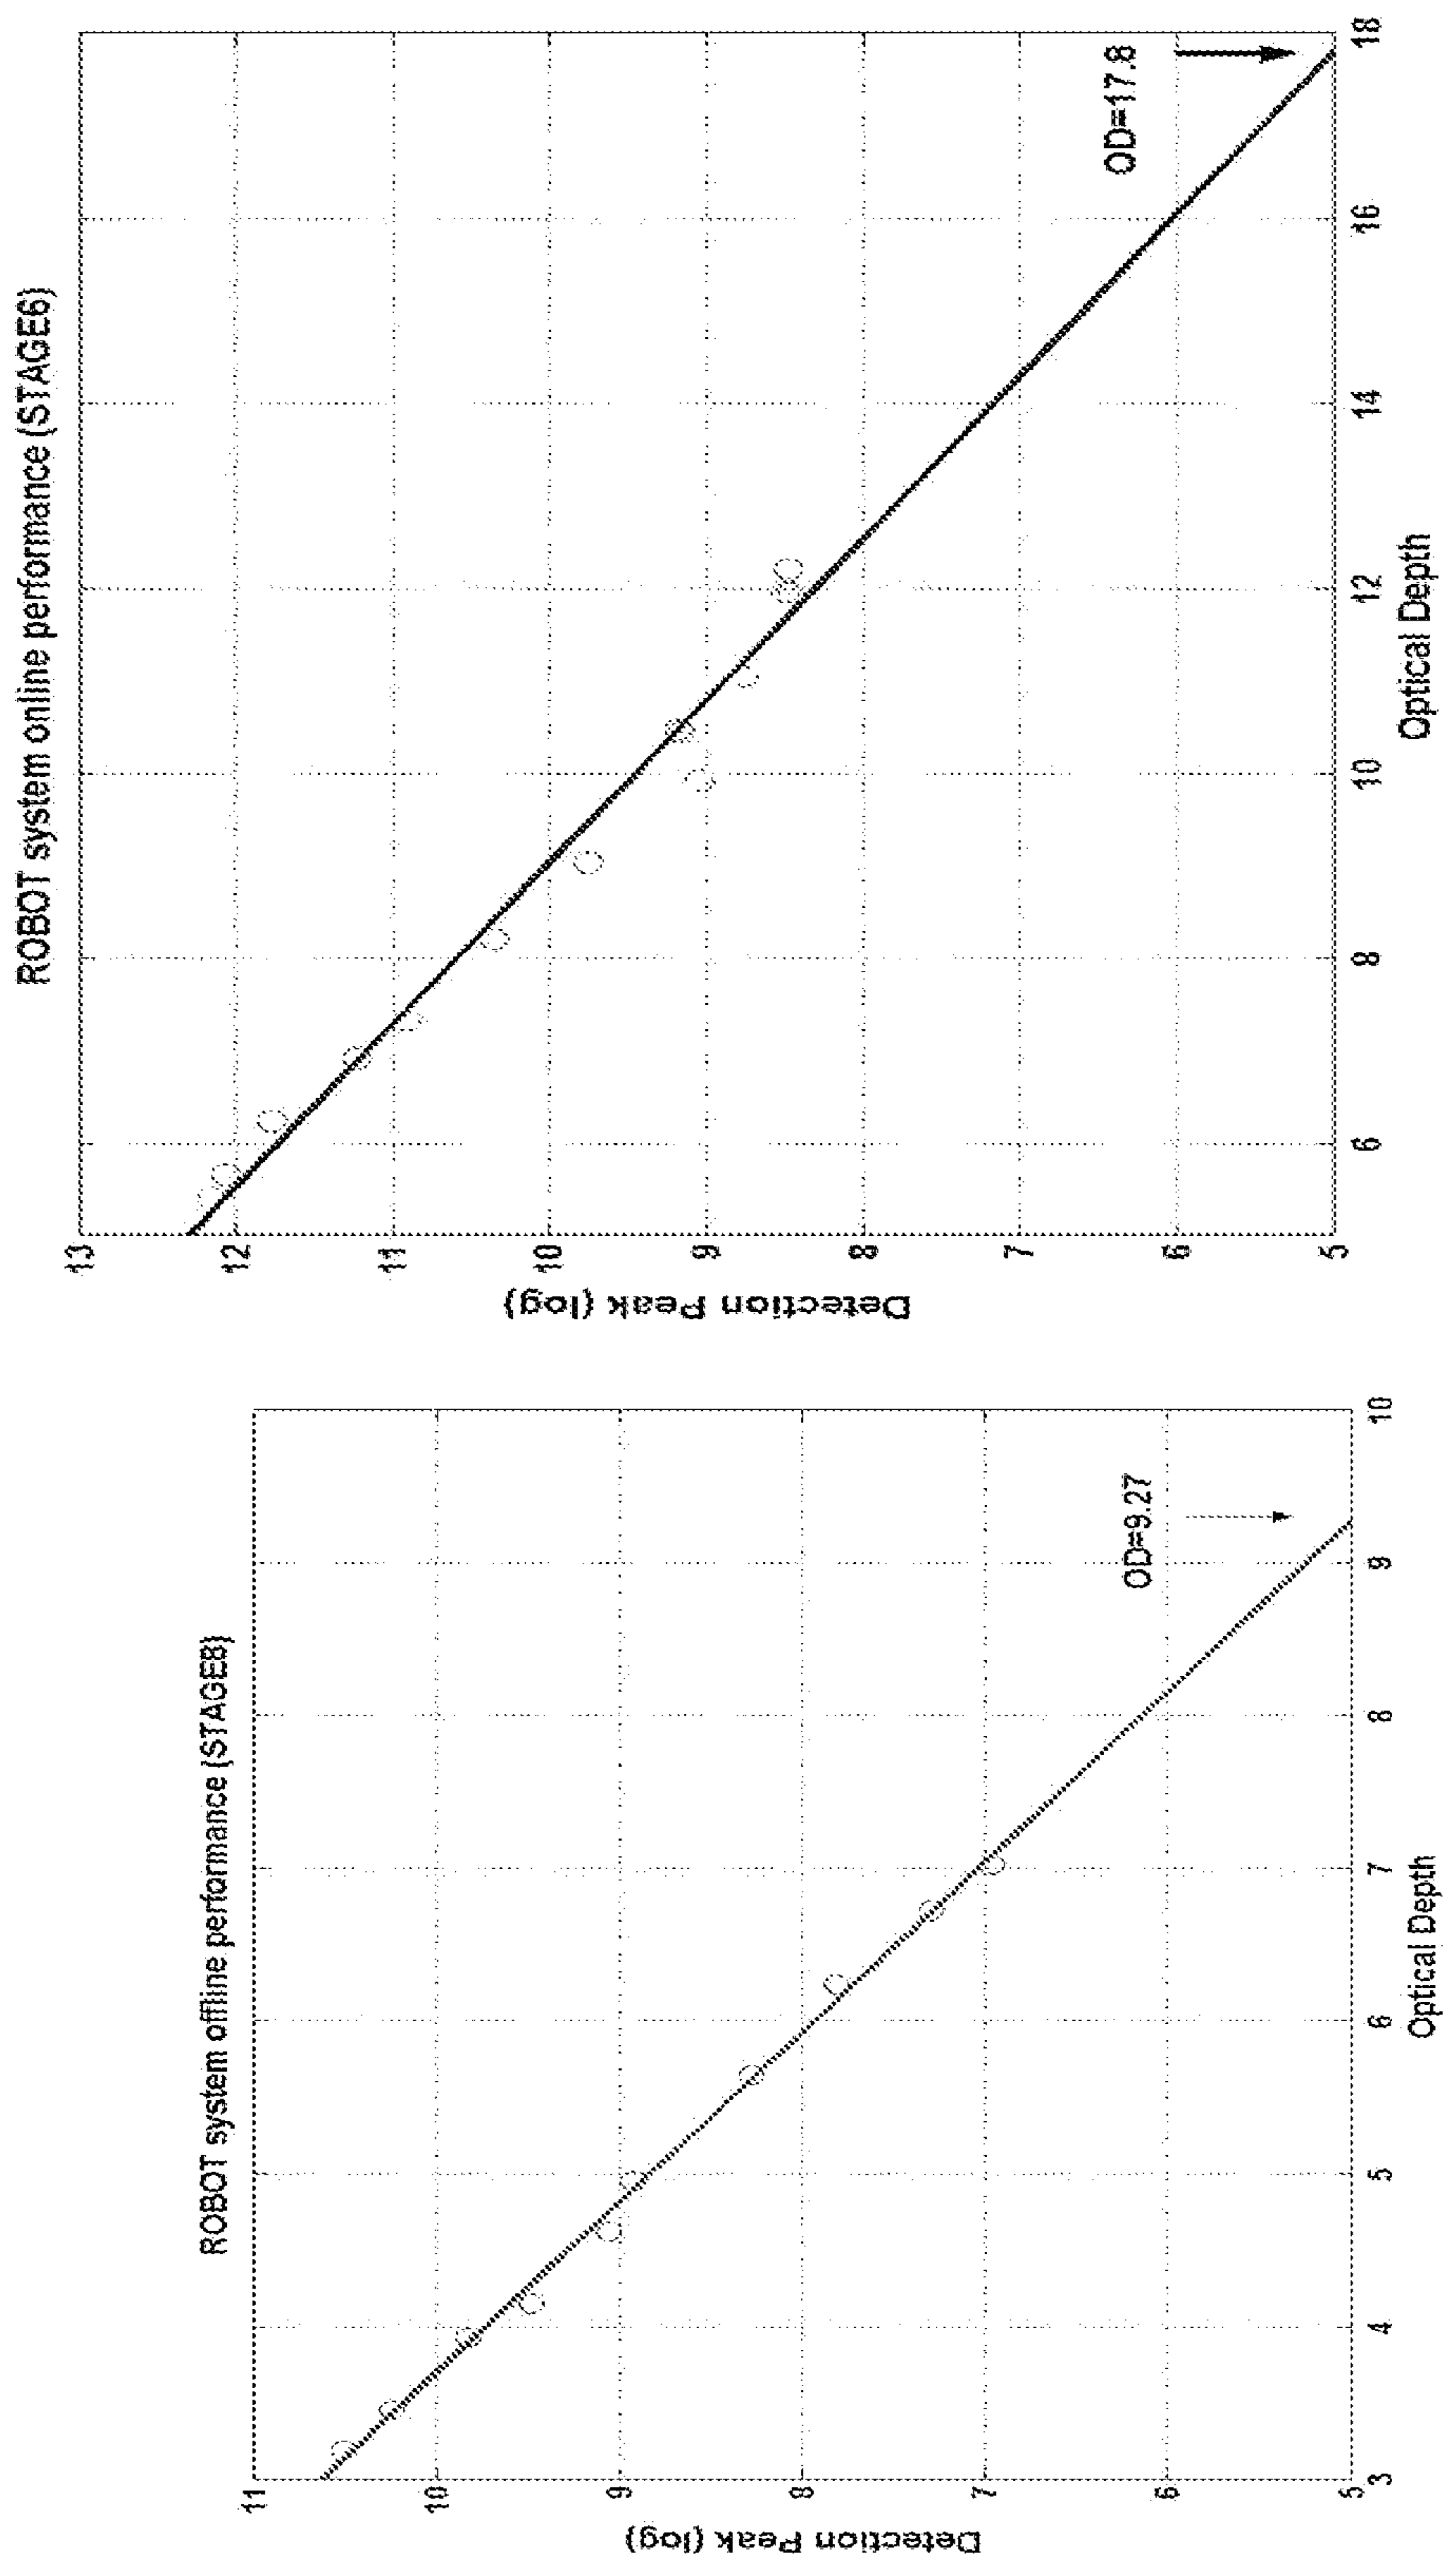 ROBOT system offline performance (STAGE8)
Detection Peak (log)
11
10
9
8
7
6
5
OD=9.27
3 4 5 6 7 8 9 10
Optical Depth
ROBOT system online performance (STAGE6)
Detection Peak (log)
13
12
11
10
9
8
7
6
5
OD=17.8
6 8 10 12 14 16 18
Optical Depth